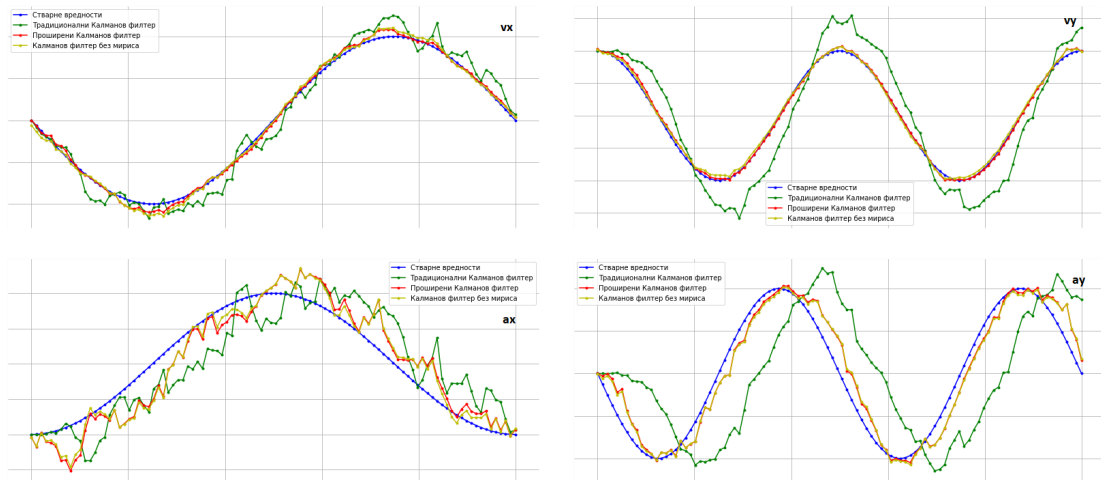 Стварне вредности
Традиционални Калманов филтер
Проширени Калманов филтер
Калманов филтер без мириса
vx
vy
Стварне вредности
Традиционални Калманов филтер
Проширени Калманов филтер
Калманов филтер без мириса
Стварне вредности
Традиционални Калманов филтер
Проширени Калманов филтер
Калманов филтер без мириса
ax
Стварне вредности
Традиционални Калманов филтер
Проширени Калманов филтер
Калманов филтер без мириса
ay